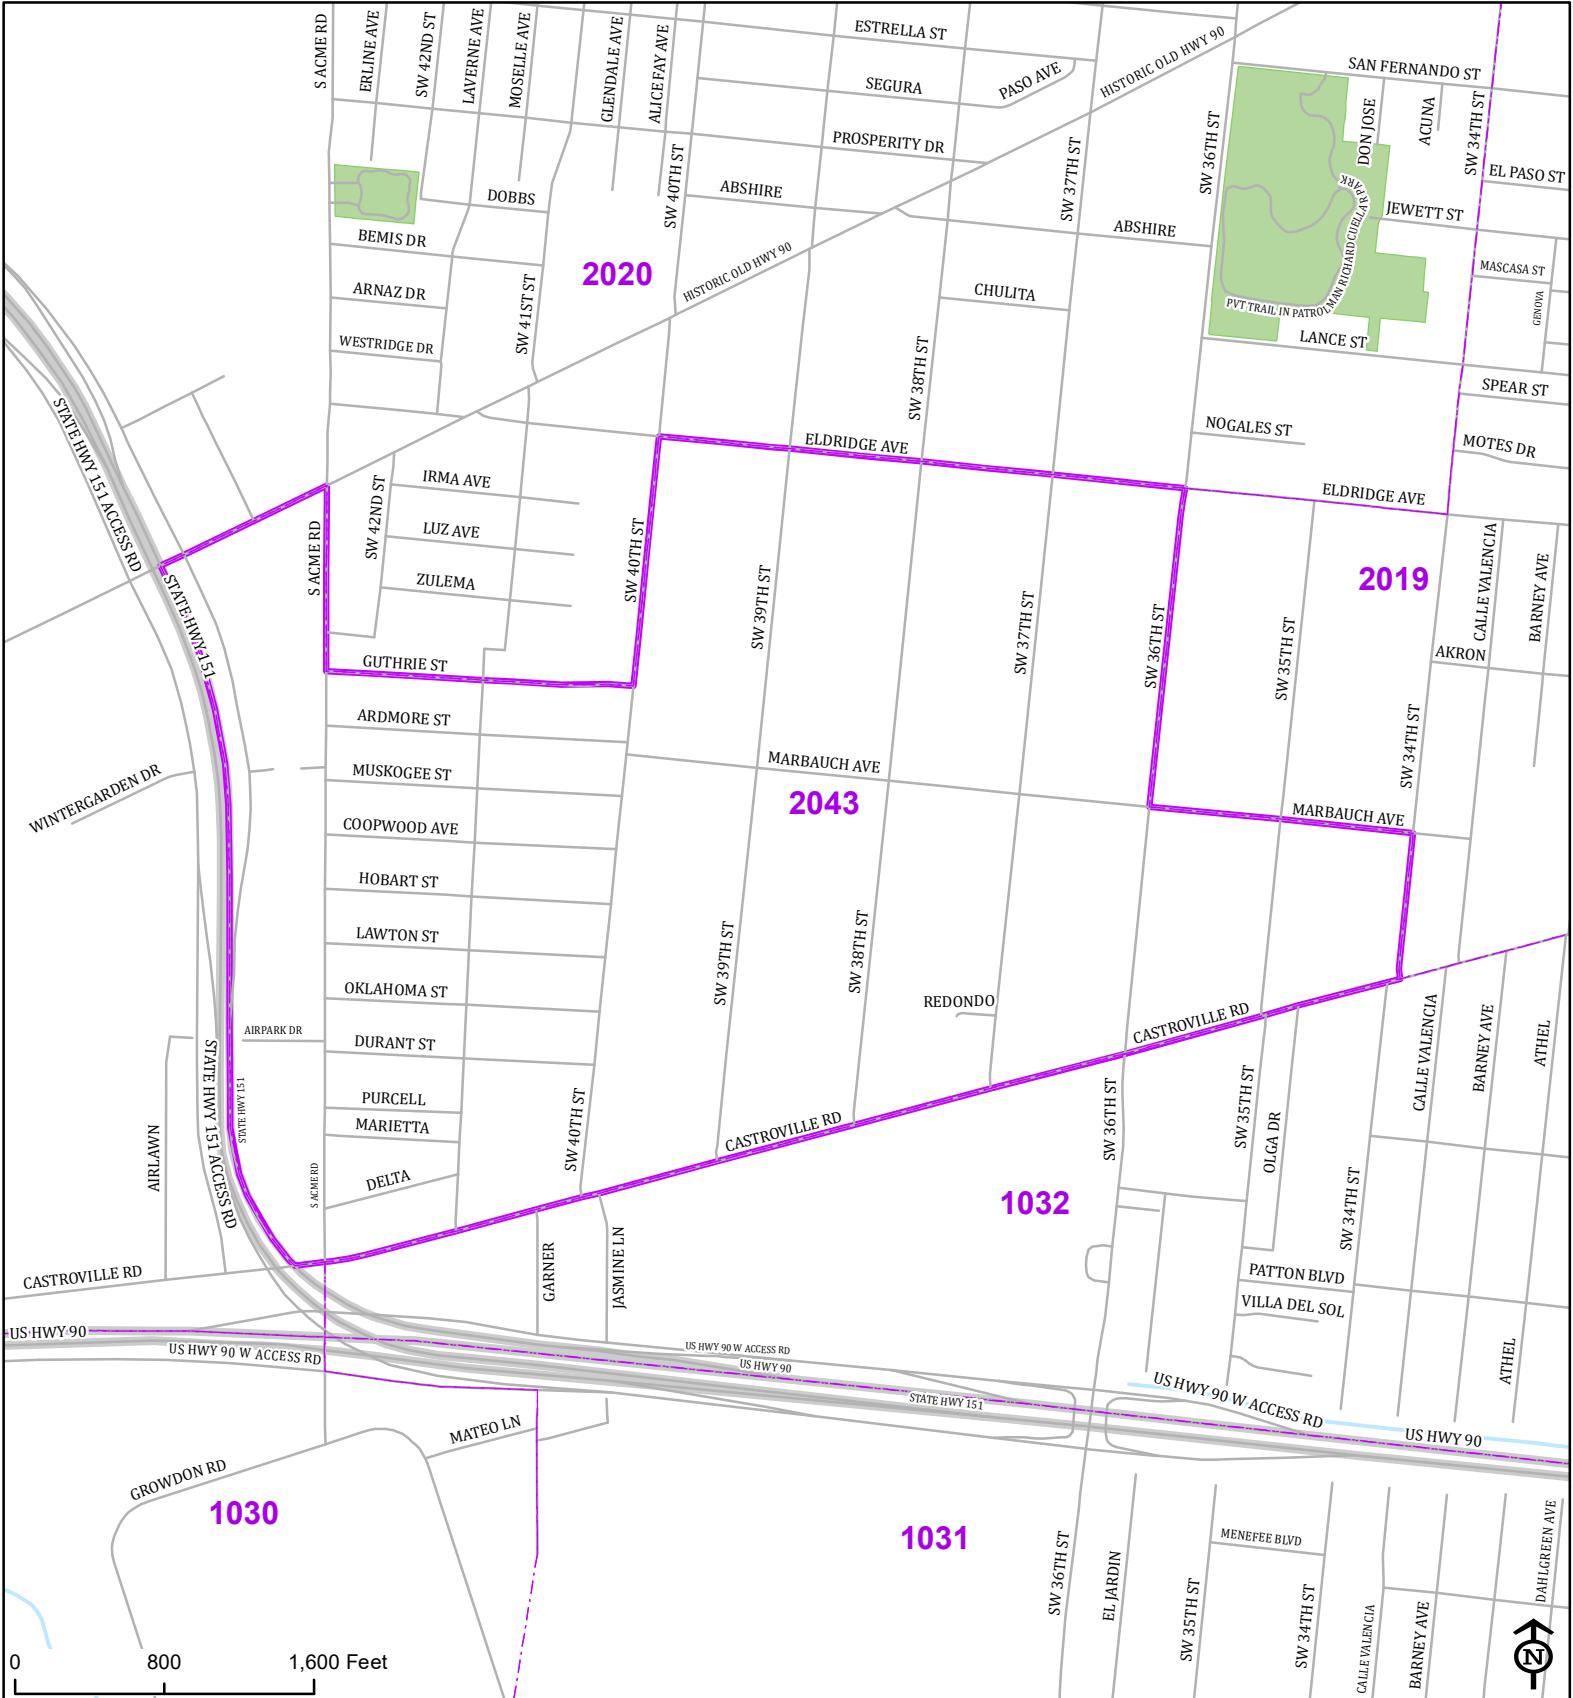 S ACME RD
ERLINE AVE
SW 42ND ST
LAVERNE AVE
MOSELLE AVE
GLENDALE AVE
ALICE FAY AVE
ESTRELLA ST
SEGURA
PASO AVE
HISTORIC OLD HWY 90
SAN FERNANDO ST
DON JOSE
ACUNA
SW 34TH ST
EL PASO ST
PROSPERITY DR
SW 40TH ST
ABSHIRE
SW 37TH ST
SW 36TH ST
DOBBS
JEWETT ST
ABSHIRE
BEMIS DR
2020
HISTORIC OLD HWY 90
MASCASA ST
GENOVA
ARNAZ DR
SW 41ST ST
CHULITA
PVT TRAIL IN PATROLMAN RICHARD CUELLAR PARK
WESTRIDGE DR
LANCE ST
SW 38TH ST
SPEAR ST
STATE HWY 151 ACCESS RD
NOGALES ST
ELDRIDGE AVE
MOTES DR
IRMA AVE
ELDRIDGE AVE
SW 42ND ST
LUZ AVE
S ACME RD
SW 40TH ST
ZULEMA
SW 39TH ST
SW 37TH ST
SW 36TH ST
2019
CALLE VALENCIA
BARNEY AVE
STATE HWY 151
SW 35TH ST
AKRON
GUTHRIE ST
ARDMORE ST
SW 34TH ST
MUSKOGEE ST
MARBAUCH AVE
WINTERGARDEN DR
2043
MARBAUCH AVE
COOPWOOD AVE
HOBART ST
LAWTON ST
SW 39TH ST
SW 38TH ST
OKLAHOMA ST
REDONDO
CASTROVILLE RD
AIRPARK DR
DURANT ST
CALLE VALENCIA
BARNEY AVE
ATHEL
STATE HWY 151 ACCESS RD
STATE HWY 151
PURCELL
MARIETTA
CASTROVILLE RD
SW 40TH ST
SW 36TH ST
SW 35TH ST
OLGA DR
AIRLAWN
S ACME RD
DELTA
1032
SW 34TH ST
CASTROVILLE RD
GARNER
JASMINE LN
PATTON BLVD
VILLA DEL SOL
US HWY 90
US HWY 90 W ACCESS RD
US HWY 90 W ACCESS RD
US HWY 90
ATHEL
STATE HWY 151
US HWY 90 W ACCESS RD
US HWY 90
MATEO LN
GROWDON RD
1030
1031
SW 36TH ST
EL JARDIN
MENEFEE BLVD
SW 35TH ST
SW 34TH ST
CALLE VALENCIA
BARNEY AVE
DAHLGREEN AVE
0 800 1,600 Feet
N